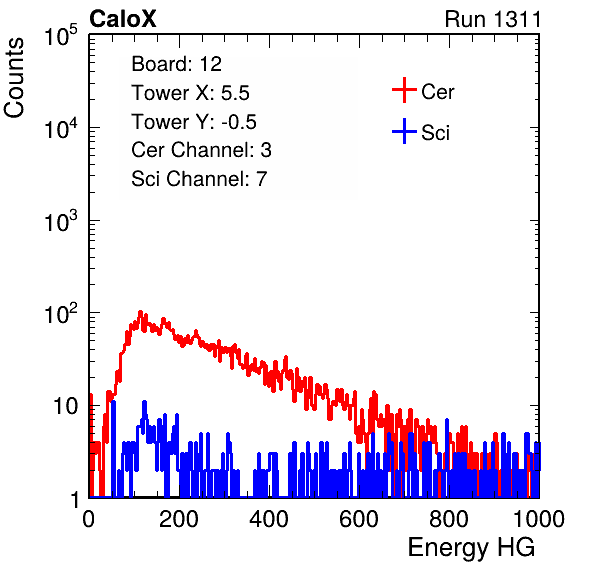 CaloX Run 1311
Counts
10^5
10^4
10^3
10^2
10
1
Board: 12
Tower X: 5.5
Tower Y: -0.5
Cer Channel: 3
Sci Channel: 7
Cer
Sci
0 200 400 600 800 1000
Energy HG